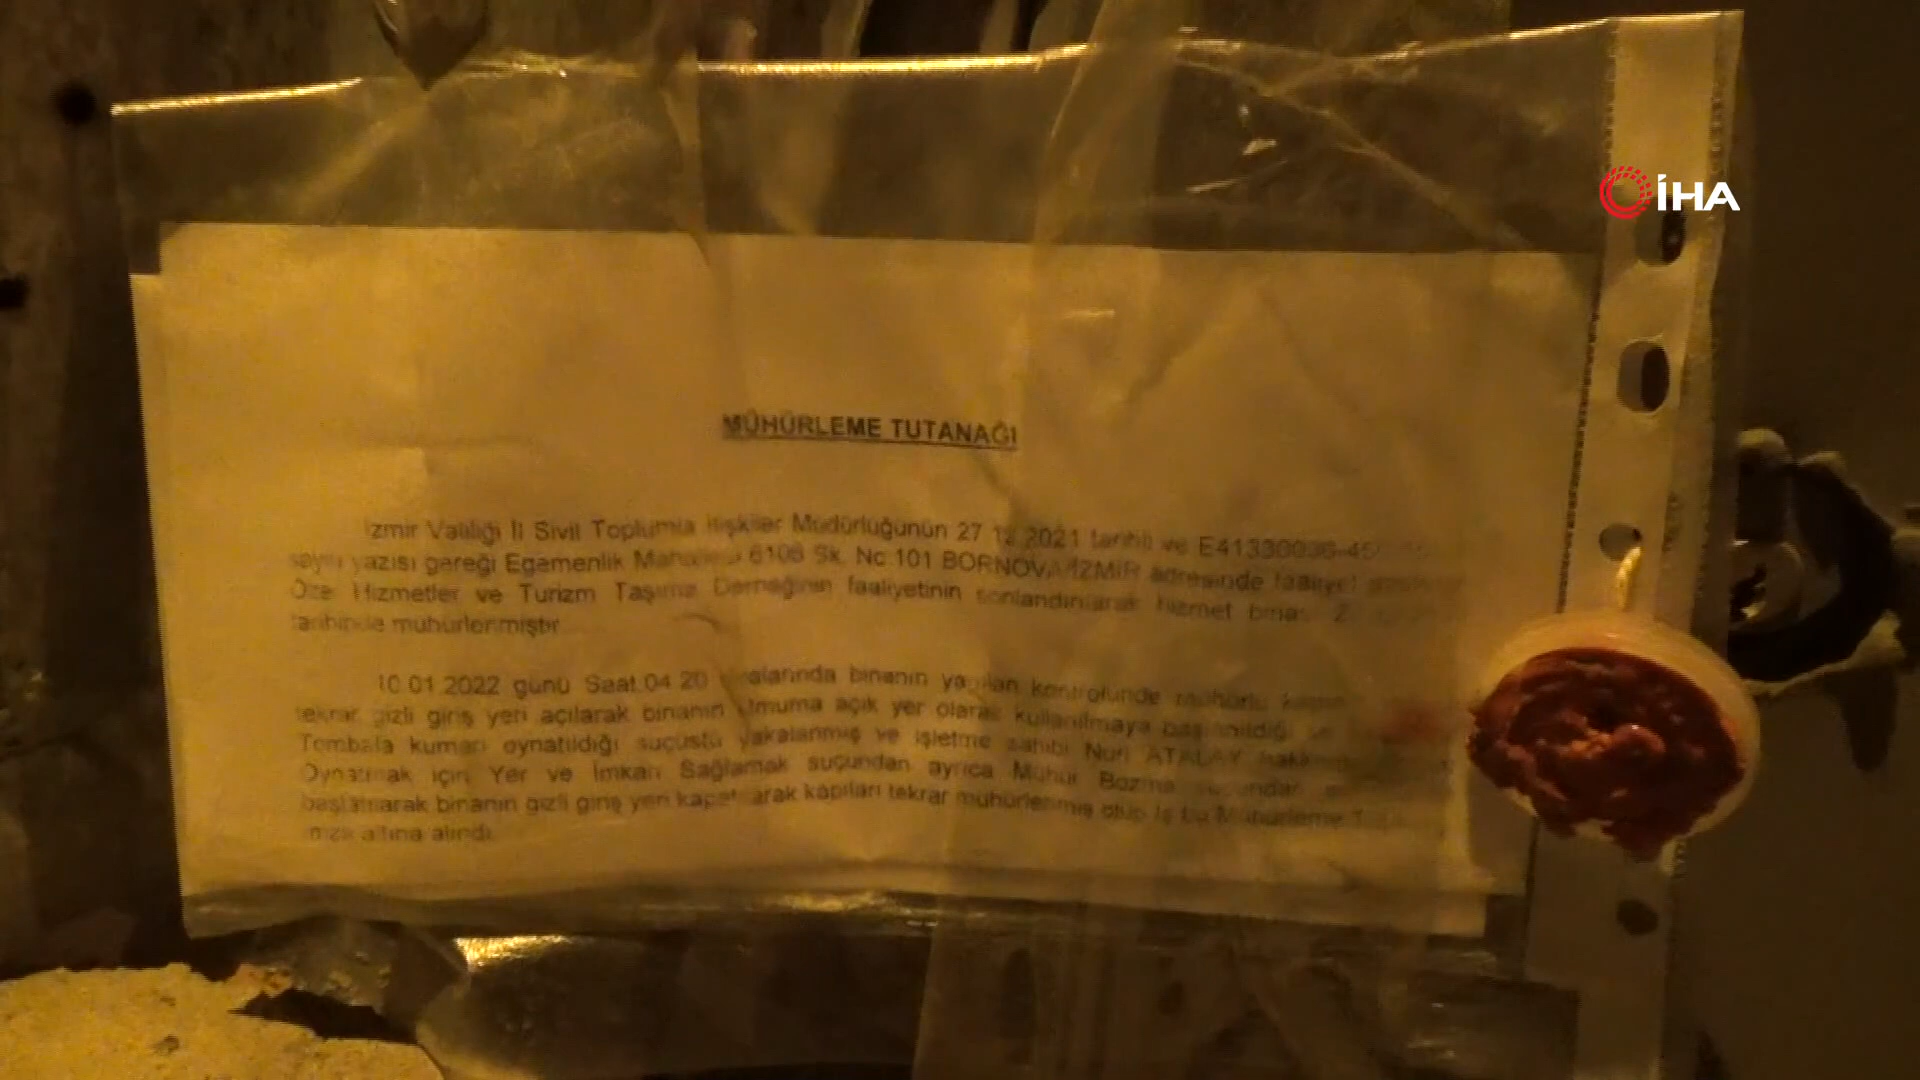 İHA
MÜHÜRLEME TUTANAĞI
İzmir Valiliği İl Sivil Toplumla İlişkiler Müdürlüğünün 27 12 2021 tarihli ve
sayılı yazısı gereği Egemenlik Mahallesi 6106 Sk. No:101 BORNOVA/İZMİR adresinde faaliyet
Özel Hizmetler ve Turizm Taşıma Derneğinin faaliyetinin sonlandırılarak hizmet binası
tarihinde mühürlenmiştir.
10.01.2022 günü Saat:04.20 sıralarında binanın yapılan kontrolünde mühürlü
tekrar gizli giriş yeri açılarak binanın Umuma açık yer olarak kullanılmaya başlanıldığı
Tombala kumarı oynatıldığı suçüstü yakalanmış ve işletme sahibi Nuri ATALAY hakkında
Oynatmak için Yer ve İmkan Sağlamak suçundan ayrıca Mühür Bozma suçundan
başlatılarak binanın gizli giriş yeri kapatılarak kapıları tekrar mühürlenmiş olup İş bu Mühürleme
imza altına alındı.